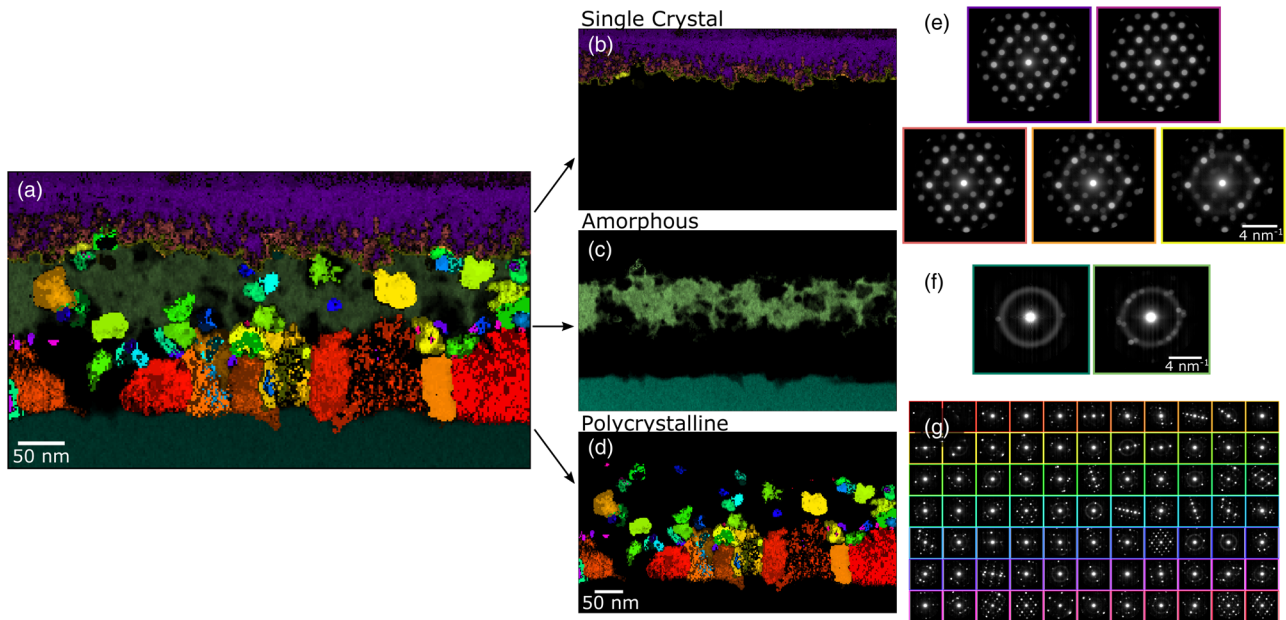 Single Crystal
(a)
50 nm
(b)
Amorphous
(c)
Polycrystalline
(d)
50 nm
(e)
4 nm⁻¹
(f)
4 nm⁻¹
(g)